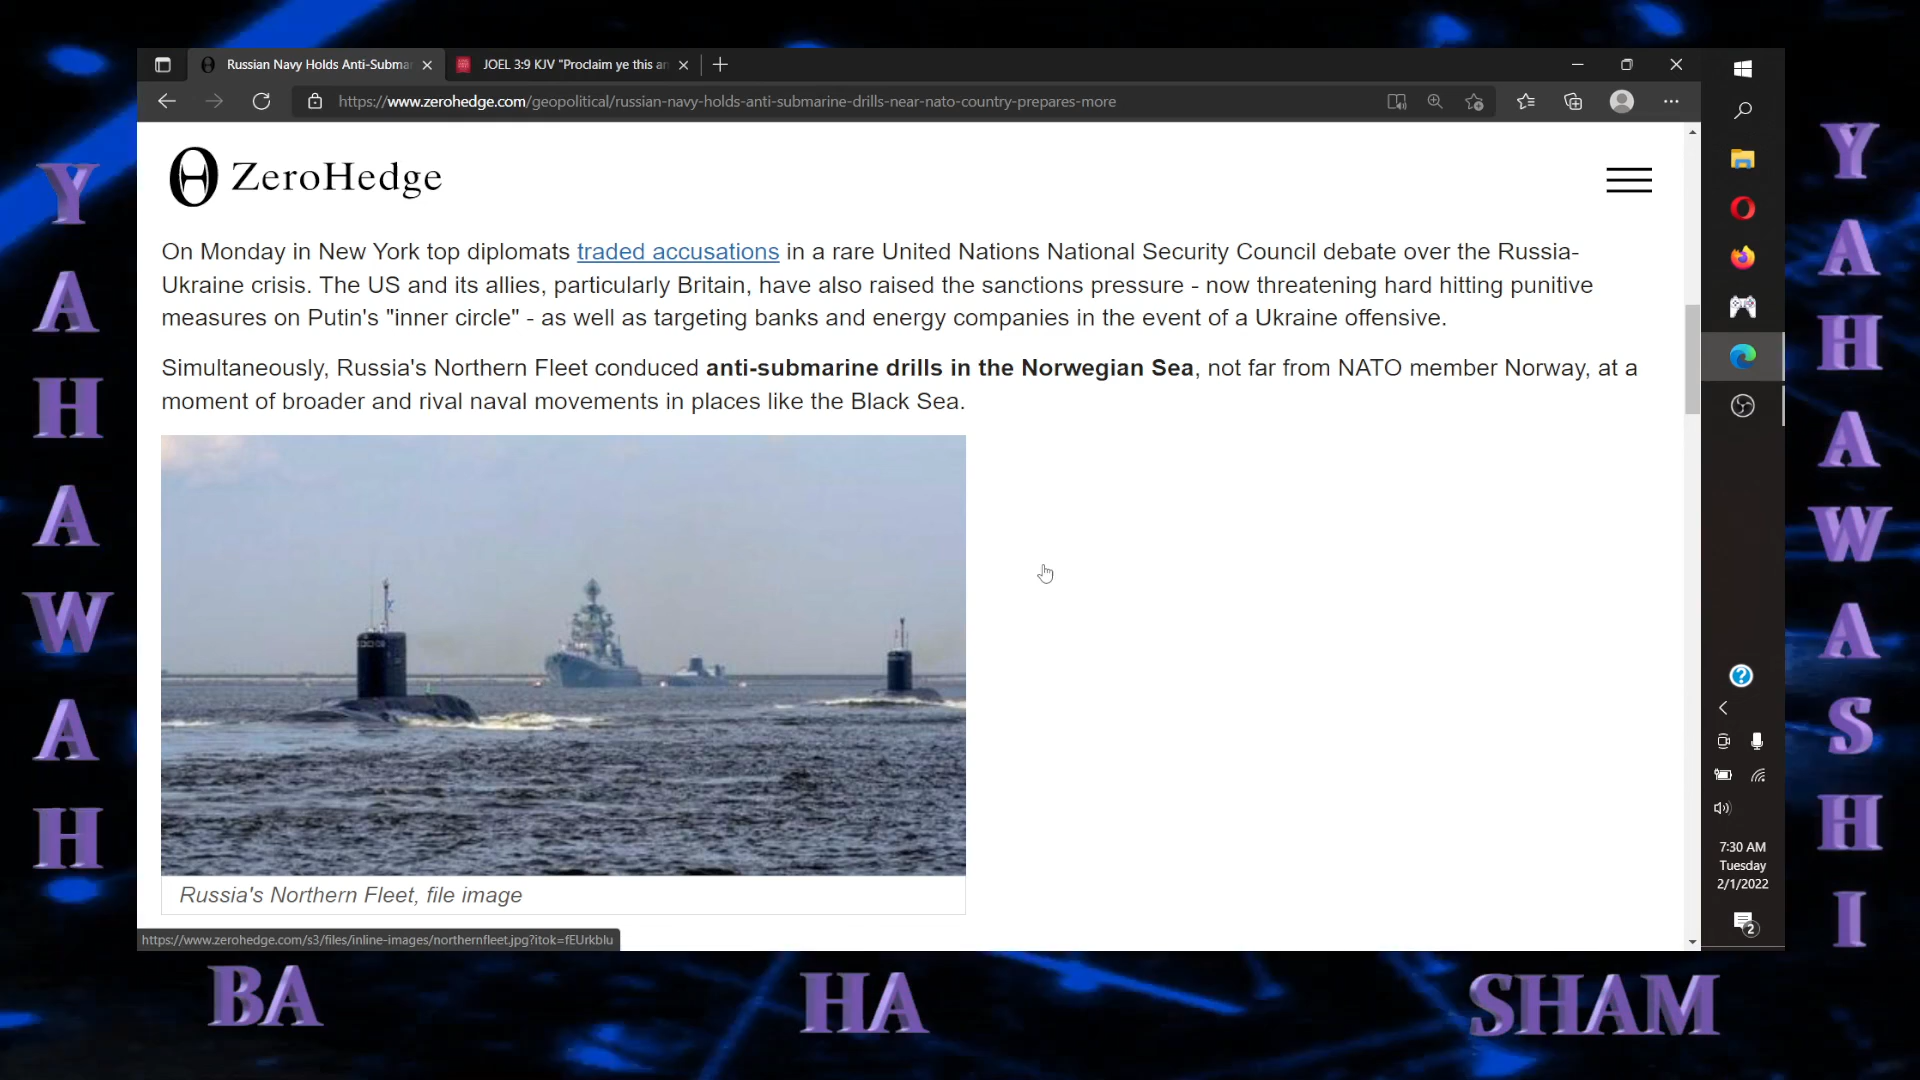 Russian Navy Holds Anti-Subma
JOEL 3:9 KJV "Proclaim ye this an
https://www.zerohedge.com/geopolitical/russian-navy-holds-anti-submarine-drills-near-nato-country-prepares-more
ZeroHedge
On Monday in New York top diplomats traded accusations in a rare United Nations National Security Council debate over the Russia-
Ukraine crisis. The US and its allies, particularly Britain, have also raised the sanctions pressure - now threatening hard hitting punitive
measures on Putin's "inner circle" - as well as targeting banks and energy companies in the event of a Ukraine offensive.
Simultaneously, Russia's Northern Fleet conduced anti-submarine drills in the Norwegian Sea, not far from NATO member Norway, at a
moment of broader and rival naval movements in places like the Black Sea.
Russia's Northern Fleet, file image
https://www.zerohedge.com/s3/files/inline-images/northernfleet.jpg?itok=fEUrkblu
7:30 AM
Tuesday
2/1/2022
2
YAHAWAH
YAHAWASHI
BA HA SHAM